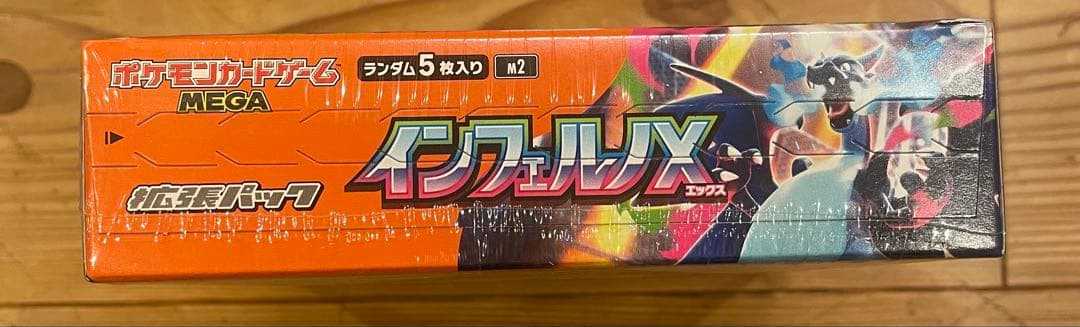 ポケモンカードゲーム
MEGA
ランダム5枚入り M2
インフェルノX
エックス
拡張パック